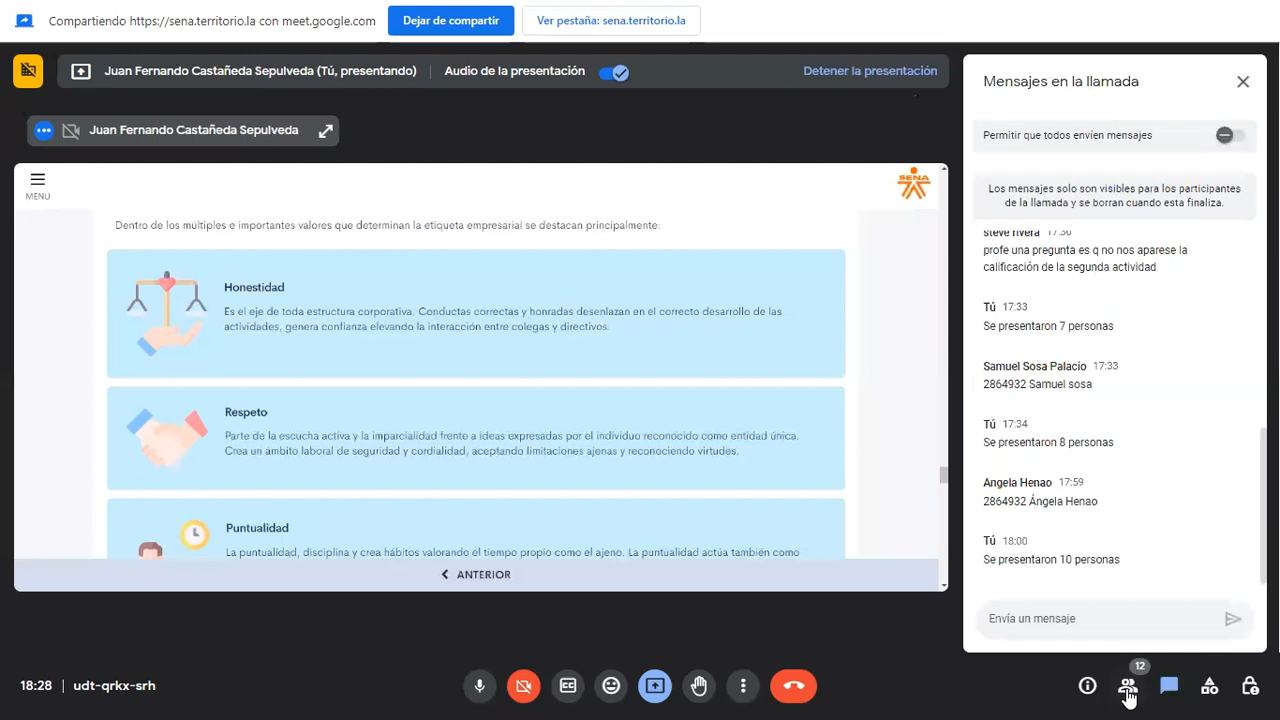 Compartiendo https://sena.territorio.la con meet.google.com
Dejar de compartir
Ver pestaña: sena.territorio.la
Juan Fernando Castañeda Sepulveda (Tú, presentando)
Audio de la presentación
Detener la presentación
Juan Fernando Castañeda Sepulveda
MENÚ
SENA
Dentro de los múltiples e importantes valores que determinan la etiqueta empresarial se destacan principalmente:
Honestidad
Es el eje de toda estructura corporativa. Conductas correctas y honradas desenlazan en el correcto desarrollo de las
actividades, genera confianza elevando la interacción entre colegas y directivos.
Respeto
Parte de la escucha activa y la imparcialidad frente a ideas expresadas por el individuo reconocido como entidad única.
Crea un ámbito laboral de seguridad y cordialidad, aceptando limitaciones ajenas y reconociendo virtudes.
Puntualidad
La puntualidad, disciplina y crea hábitos valorando el tiempo propio como el ajeno. La puntualidad actúa también como
ANTERIOR
Mensajes en la llamada
Permitir que todos envíen mensajes
Los mensajes solo son visibles para los participantes
de la llamada y se borran cuando esta finaliza.
steve rivera 17:30
profe una pregunta es q no nos aparese la
calificación de la segunda actividad
Tú 17:33
Se presentaron 7 personas
Samuel Sosa Palacio 17:33
2864932 Samuel sosa
Tú 17:34
Se presentaron 8 personas
Angela Henao 17:59
2864932 Ángela Henao
Tú 18:00
Se presentaron 10 personas
Envía un mensaje
18:28 | udt-qrkx-srh
12